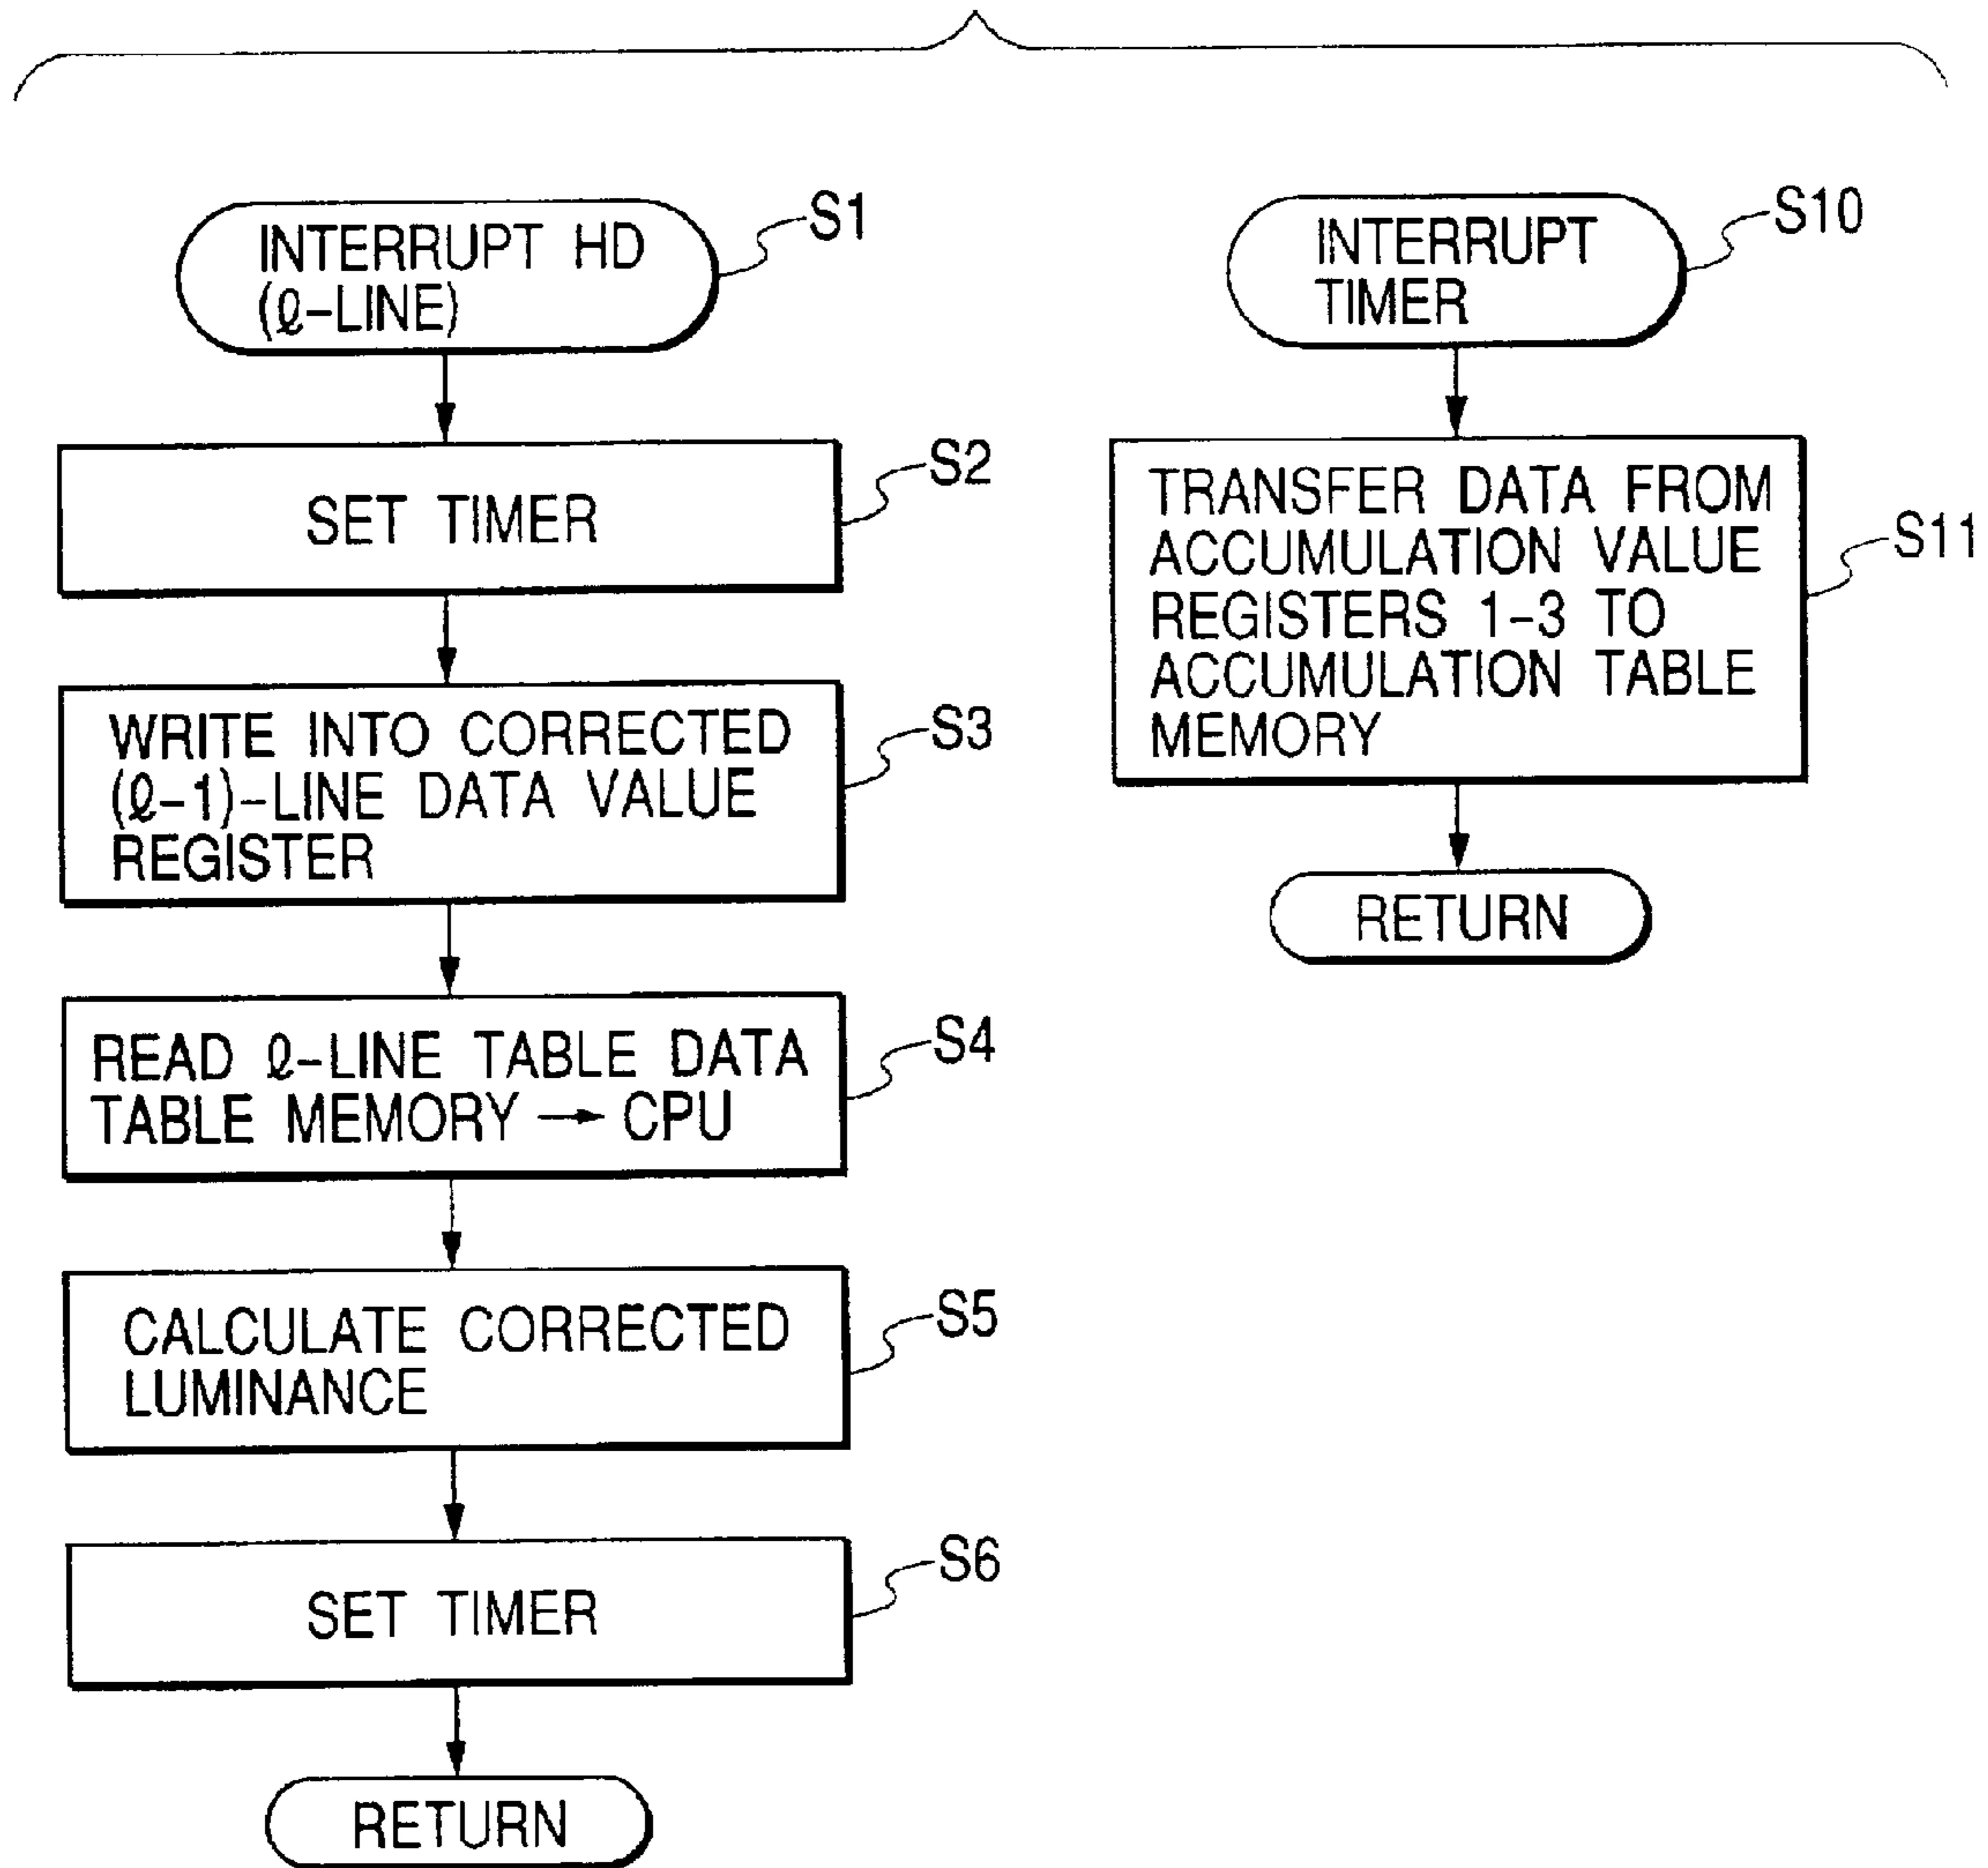 INTERRUPT HD
(ℓ-LINE)
S1
SET TIMER
S2
WRITE INTO CORRECTED
(ℓ-1)-LINE DATA VALUE
REGISTER
S3
READ ℓ-LINE TABLE DATA
TABLE MEMORY → CPU
S4
CALCULATE CORRECTED
LUMINANCE
S5
SET TIMER
S6
RETURN
INTERRUPT
TIMER
S10
TRANSFER DATA FROM
ACCUMULATION VALUE
REGISTERS 1-3 TO
ACCUMULATION TABLE
MEMORY
S11
RETURN